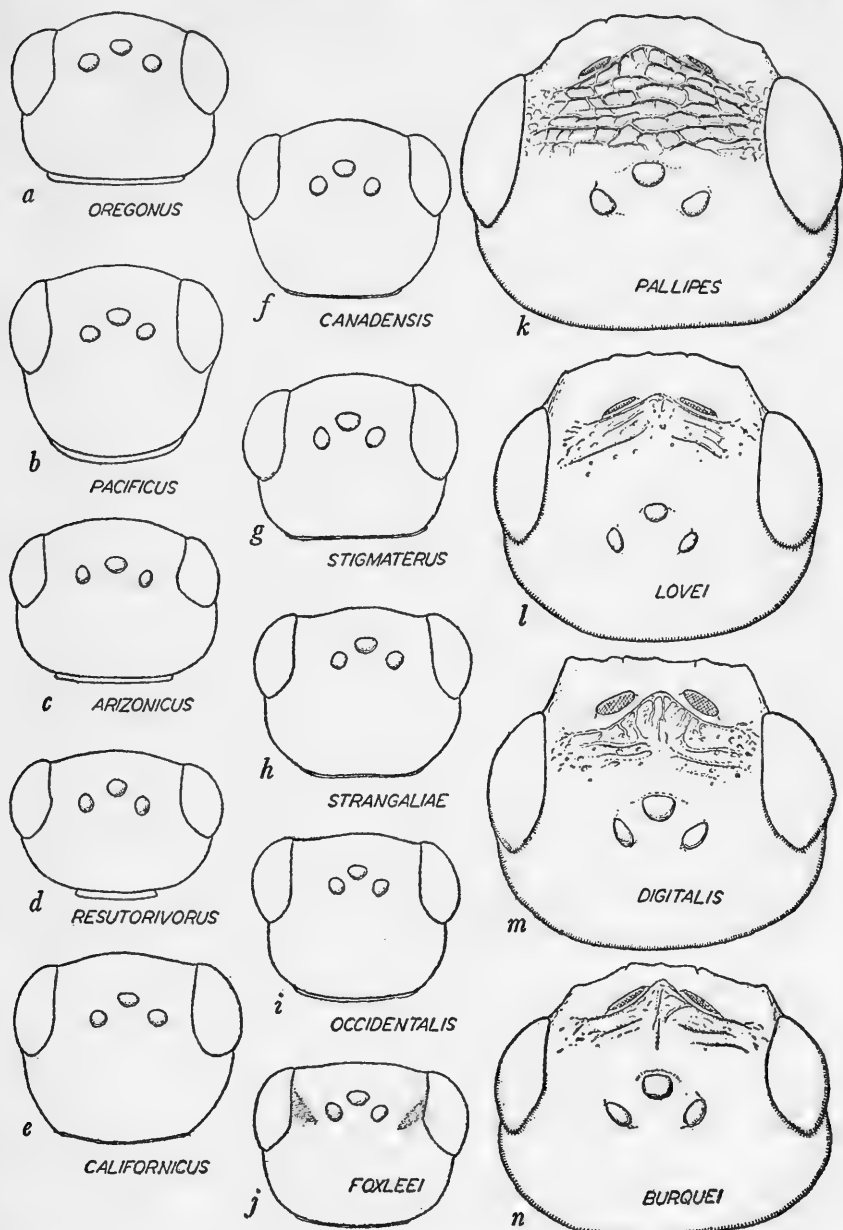 a
OREGONUS
b
PACIFICUS
c
ARIZONICUS
d
RESUTORIVORUS
e
CALIFORNICUS
f
CANADENSIS
g
STIGMATERUS
h
STRANGALIAE
i
OCCIDENTALIS
j
FOXLEEI
k
PALLIPES
l
LOVEI
m
DIGITALIS
n
BURQUEI